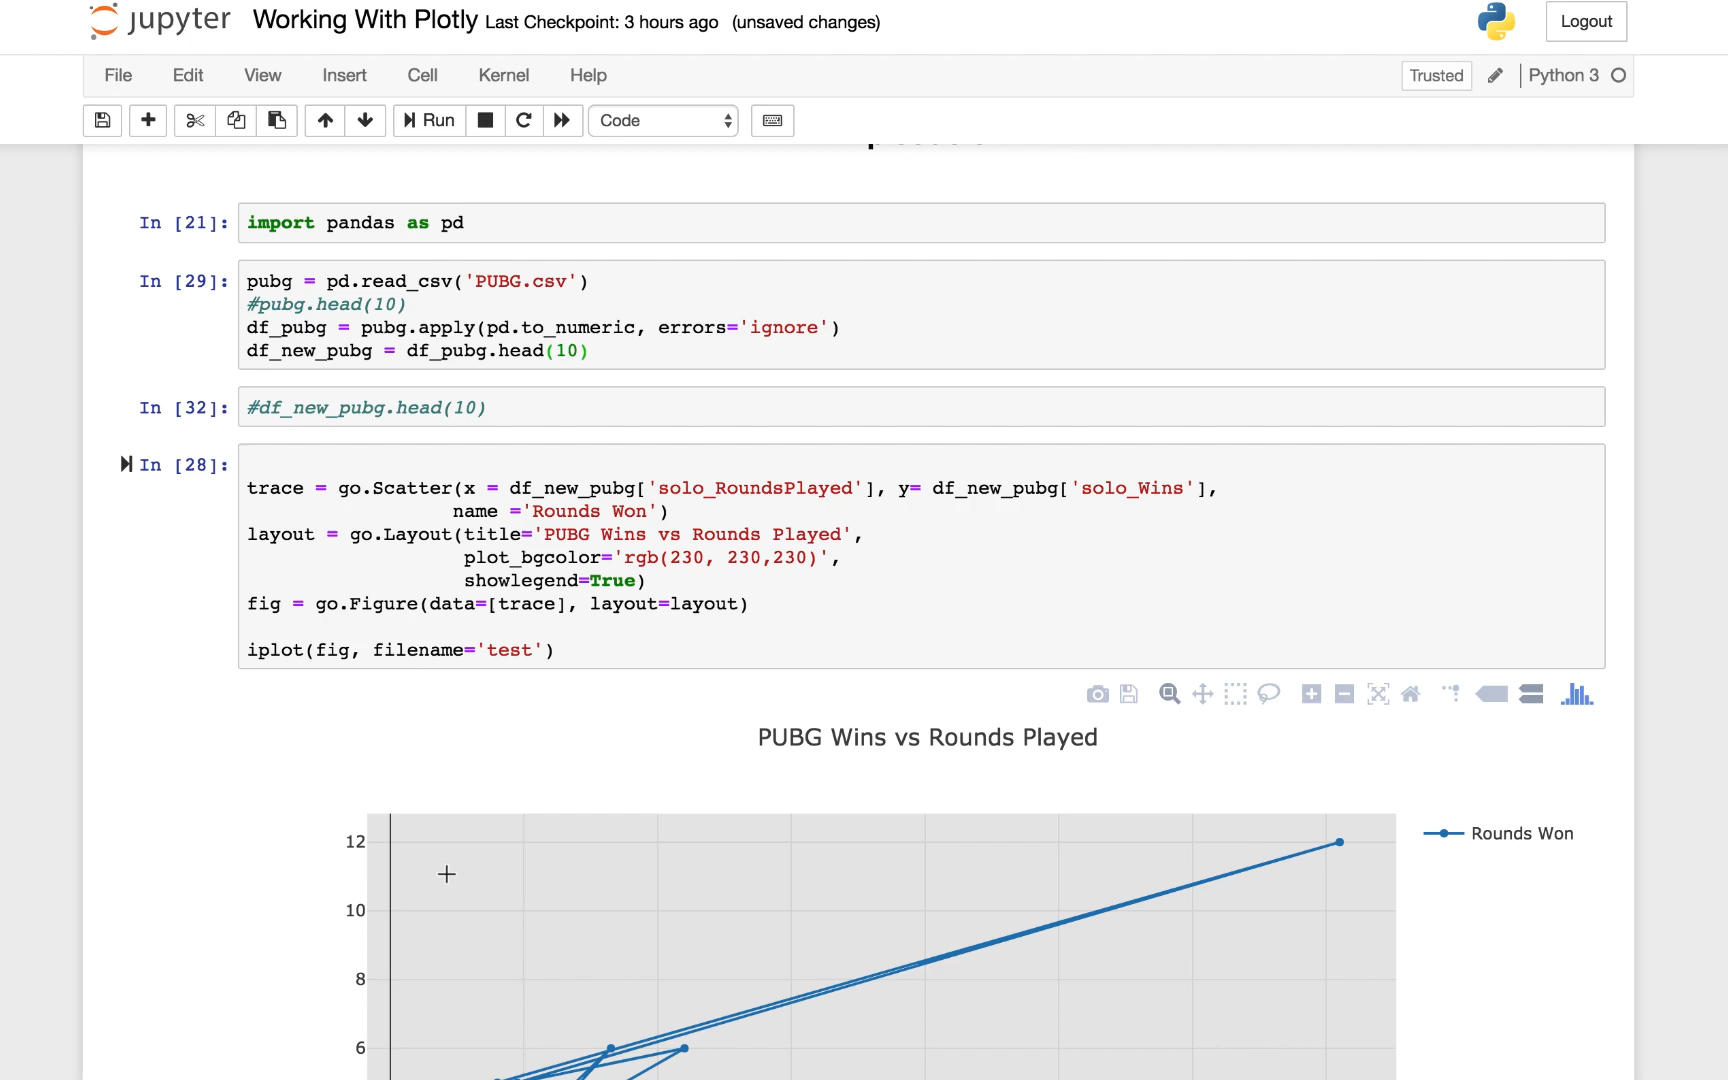 jupyter Working With Plotly Last Checkpoint: 3 hours ago (unsaved changes) Logout
File Edit View Insert Cell Kernel Help Trusted Python 3
Run Code
In [21]: import pandas as pd
In [29]: pubg = pd.read_csv('PUBG.csv')
#pubg.head(10)
df_pubg = pubg.apply(pd.to_numeric, errors='ignore')
df_new_pubg = df_pubg.head(10)
In [32]: #df_new_pubg.head(10)
In [28]:
trace = go.Scatter(x = df_new_pubg['solo_RoundsPlayed'], y= df_new_pubg['solo_Wins'],
name ='Rounds Won')
layout = go.Layout(title='PUBG Wins vs Rounds Played',
plot_bgcolor='rgb(230, 230,230)',
showlegend=True)
fig = go.Figure(data=[trace], layout=layout)
iplot(fig, filename='test')
PUBG Wins vs Rounds Played
12
Rounds Won
10
8
6